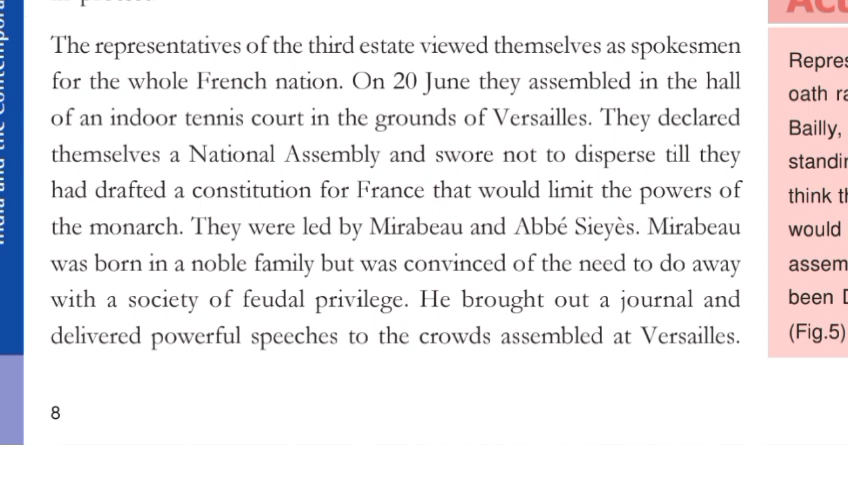 The representatives of the third estate viewed themselves as spokesmen
for the whole French nation. On 20 June they assembled in the hall
of an indoor tennis court in the grounds of Versailles. They declared
themselves a National Assembly and swore not to disperse till they
had drafted a constitution for France that would limit the powers of
the monarch. They were led by Mirabeau and Abbé Sieyès. Mirabeau
was born in a noble family but was convinced of the need to do away
with a society of feudal privilege. He brought out a journal and
delivered powerful speeches to the crowds assembled at Versailles.
8
oath
Bailly,
would
been
(Fig.5)